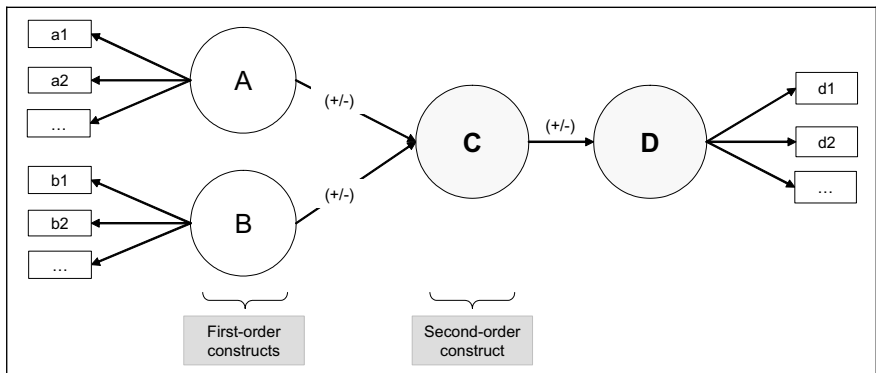 a1
a2
...
A
(+/-)
b1
b2
...
B
(+/-)
C
(+/-)
D
d1
d2
...
First-order
constructs
Second-order
construct